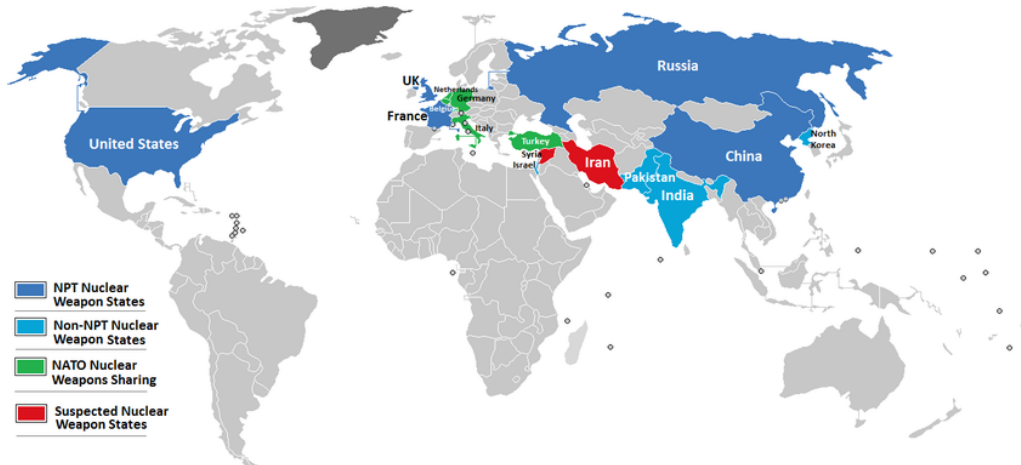 Russia
UK
Netherlands
Germany
Belgium
France
Italy
United States
Turkey
North
Korea
Syria
Iran
China
Israel
Pakistan
India
NPT Nuclear
Weapon States
Non-NPT Nuclear
Weapon States
NATO Nuclear
Weapons Sharing
Suspected Nuclear
Weapon States